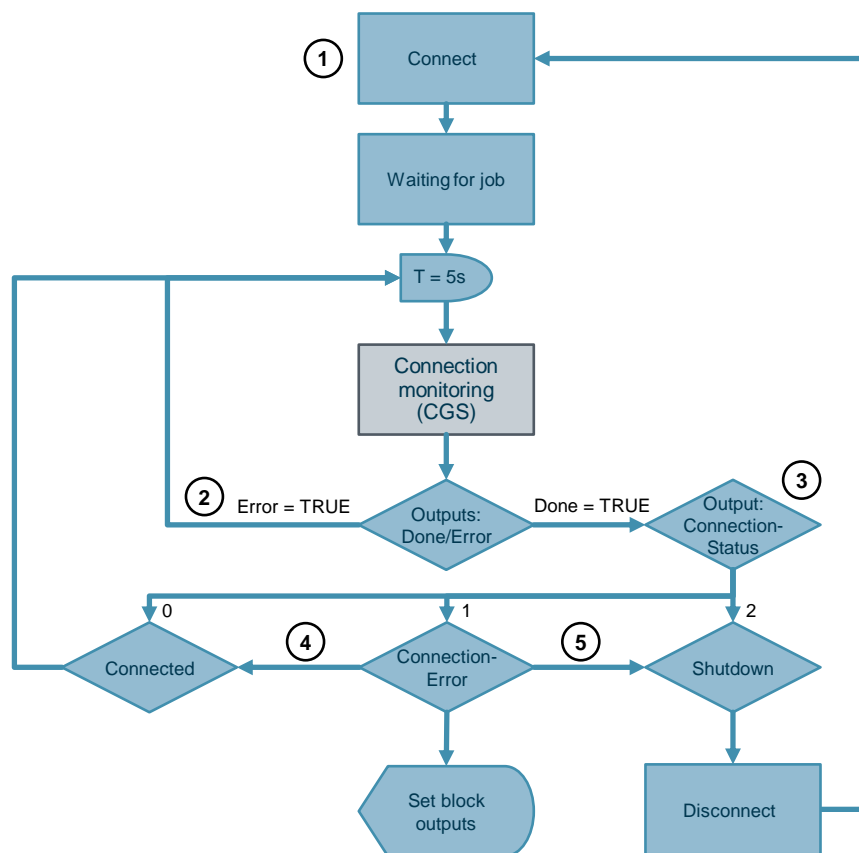 1
Connect
Waiting for job
T = 5s
Connection
monitoring
(CGS)
2
Error = TRUE
Outputs:
Done/Error
Done = TRUE
3
Output:
Connection-
Status
0
1
2
Connected
4
Connection-
Error
5
Shutdown
Set block
outputs
Disconnect